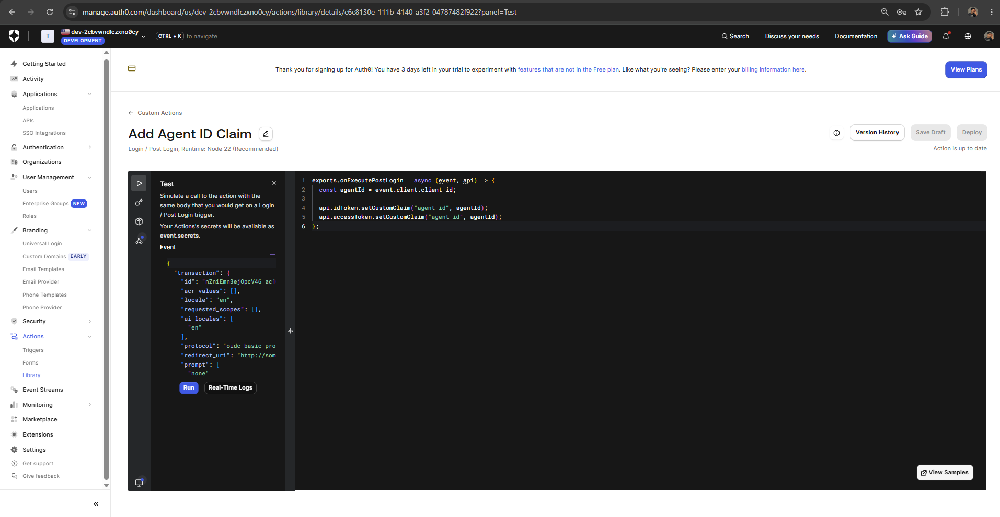 manage.auth0.com/dashboard/us/dev-2cbvwndlczxno0cy/actions/library/details/c6c8130e-111b-4140-a3f2-04787482f922?panel=Test
T
dev-2cbvwndlczxno0cy
DEVELOPMENT
CTRL + K to navigate
Search
Discuss your needs
Documentation
Ask Guide
Getting Started
Activity
Applications
Applications
APIs
SSO Integrations
Authentication
Organizations
User Management
Users
Enterprise Groups NEW
Roles
Branding
Universal Login
Custom Domains EARLY
Email Templates
Email Provider
Phone Templates
Phone Provider
Security
Actions
Triggers
Forms
Library
Event Streams
Monitoring
Marketplace
Extensions
Settings
Get support
Give feedback
Thank you for signing up for Auth0! You have 3 days left in your trial to experiment with features that are not in the Free plan. Like what you're seeing? Please enter your billing information here.
View Plans
← Custom Actions
Add Agent ID Claim
Login / Post Login, Runtime: Node 22 (Recommended)
Version History
Save Draft
Deploy
Action is up to date
Test
Simulate a call to the action with the
same body that you would get on a Login
/ Post Login trigger.
Your Actions's secrets will be available as
event.secrets.
Event
{
"transaction": {
"id": "nZniEmn3ejOpcV46_ac1
"acr_values": [],
"locale": "en",
"requested_scopes": [],
"ui_locales": [
"en"
],
"protocol": "oidc-basic-pro
"redirect_uri": "http://som
"prompt": [
"none"
Run
Real-Time Logs
1 exports.onExecutePostLogin = async (event, api) => {
2 const agentId = event.client.client_id;
3
4 api.idToken.setCustomClaim("agent_id", agentId);
5 api.accessToken.setCustomClaim("agent_id", agentId);
6 };
View Samples